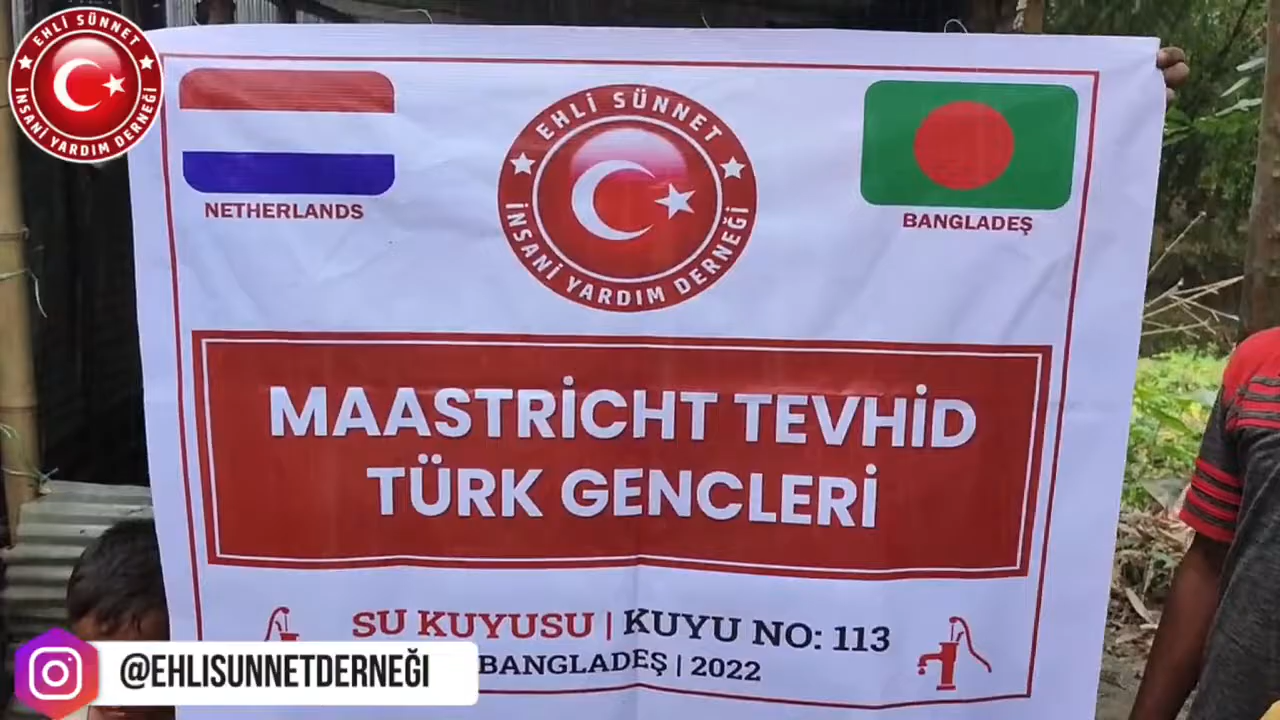 EHLİ SÜNNET
İNSANİ YARDIM DERNEĞİ
EHLİ SÜNNET
İNSANİ YARDIM DERNEĞİ
NETHERLANDS
BANGLADEŞ
MAASTRİCHT TEVHİD
TÜRK GENCLERİ
SU KUYUSU | KUYU NO: 113
BANGLADEŞ | 2022
@EHLISUNNETDERNEĞI